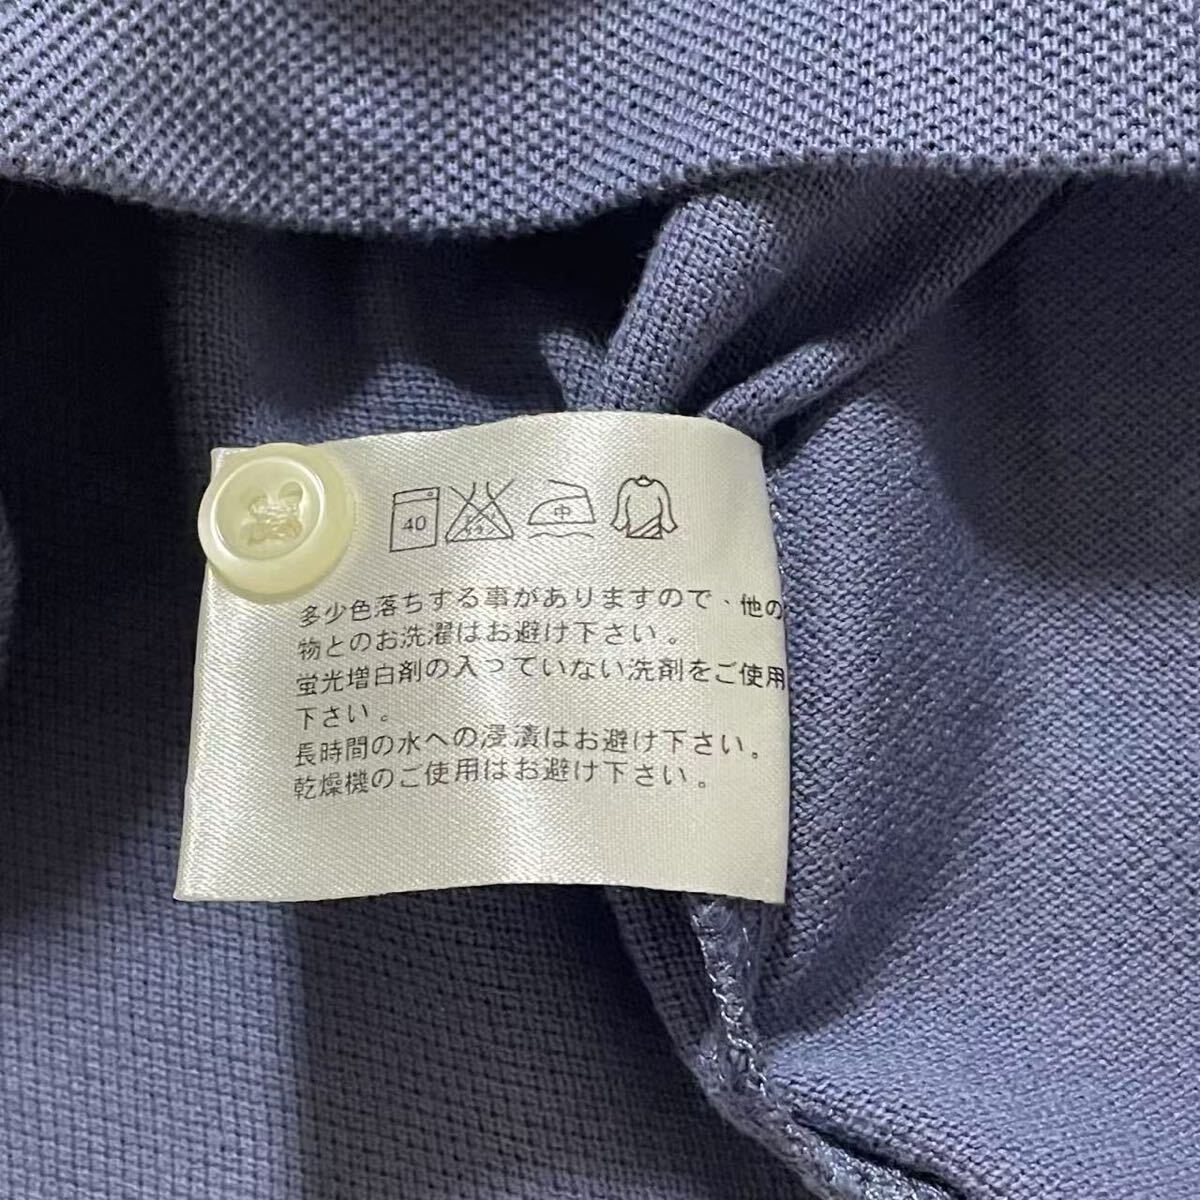 40
中
多少色落ちする事がありますので、他の
物とのお洗濯はお避け下さい。
蛍光増白剤の入っていない洗剤をご使用
下さい。
長時間の水への浸漬はお避け下さい。
乾燥機のご使用はお避け下さい。